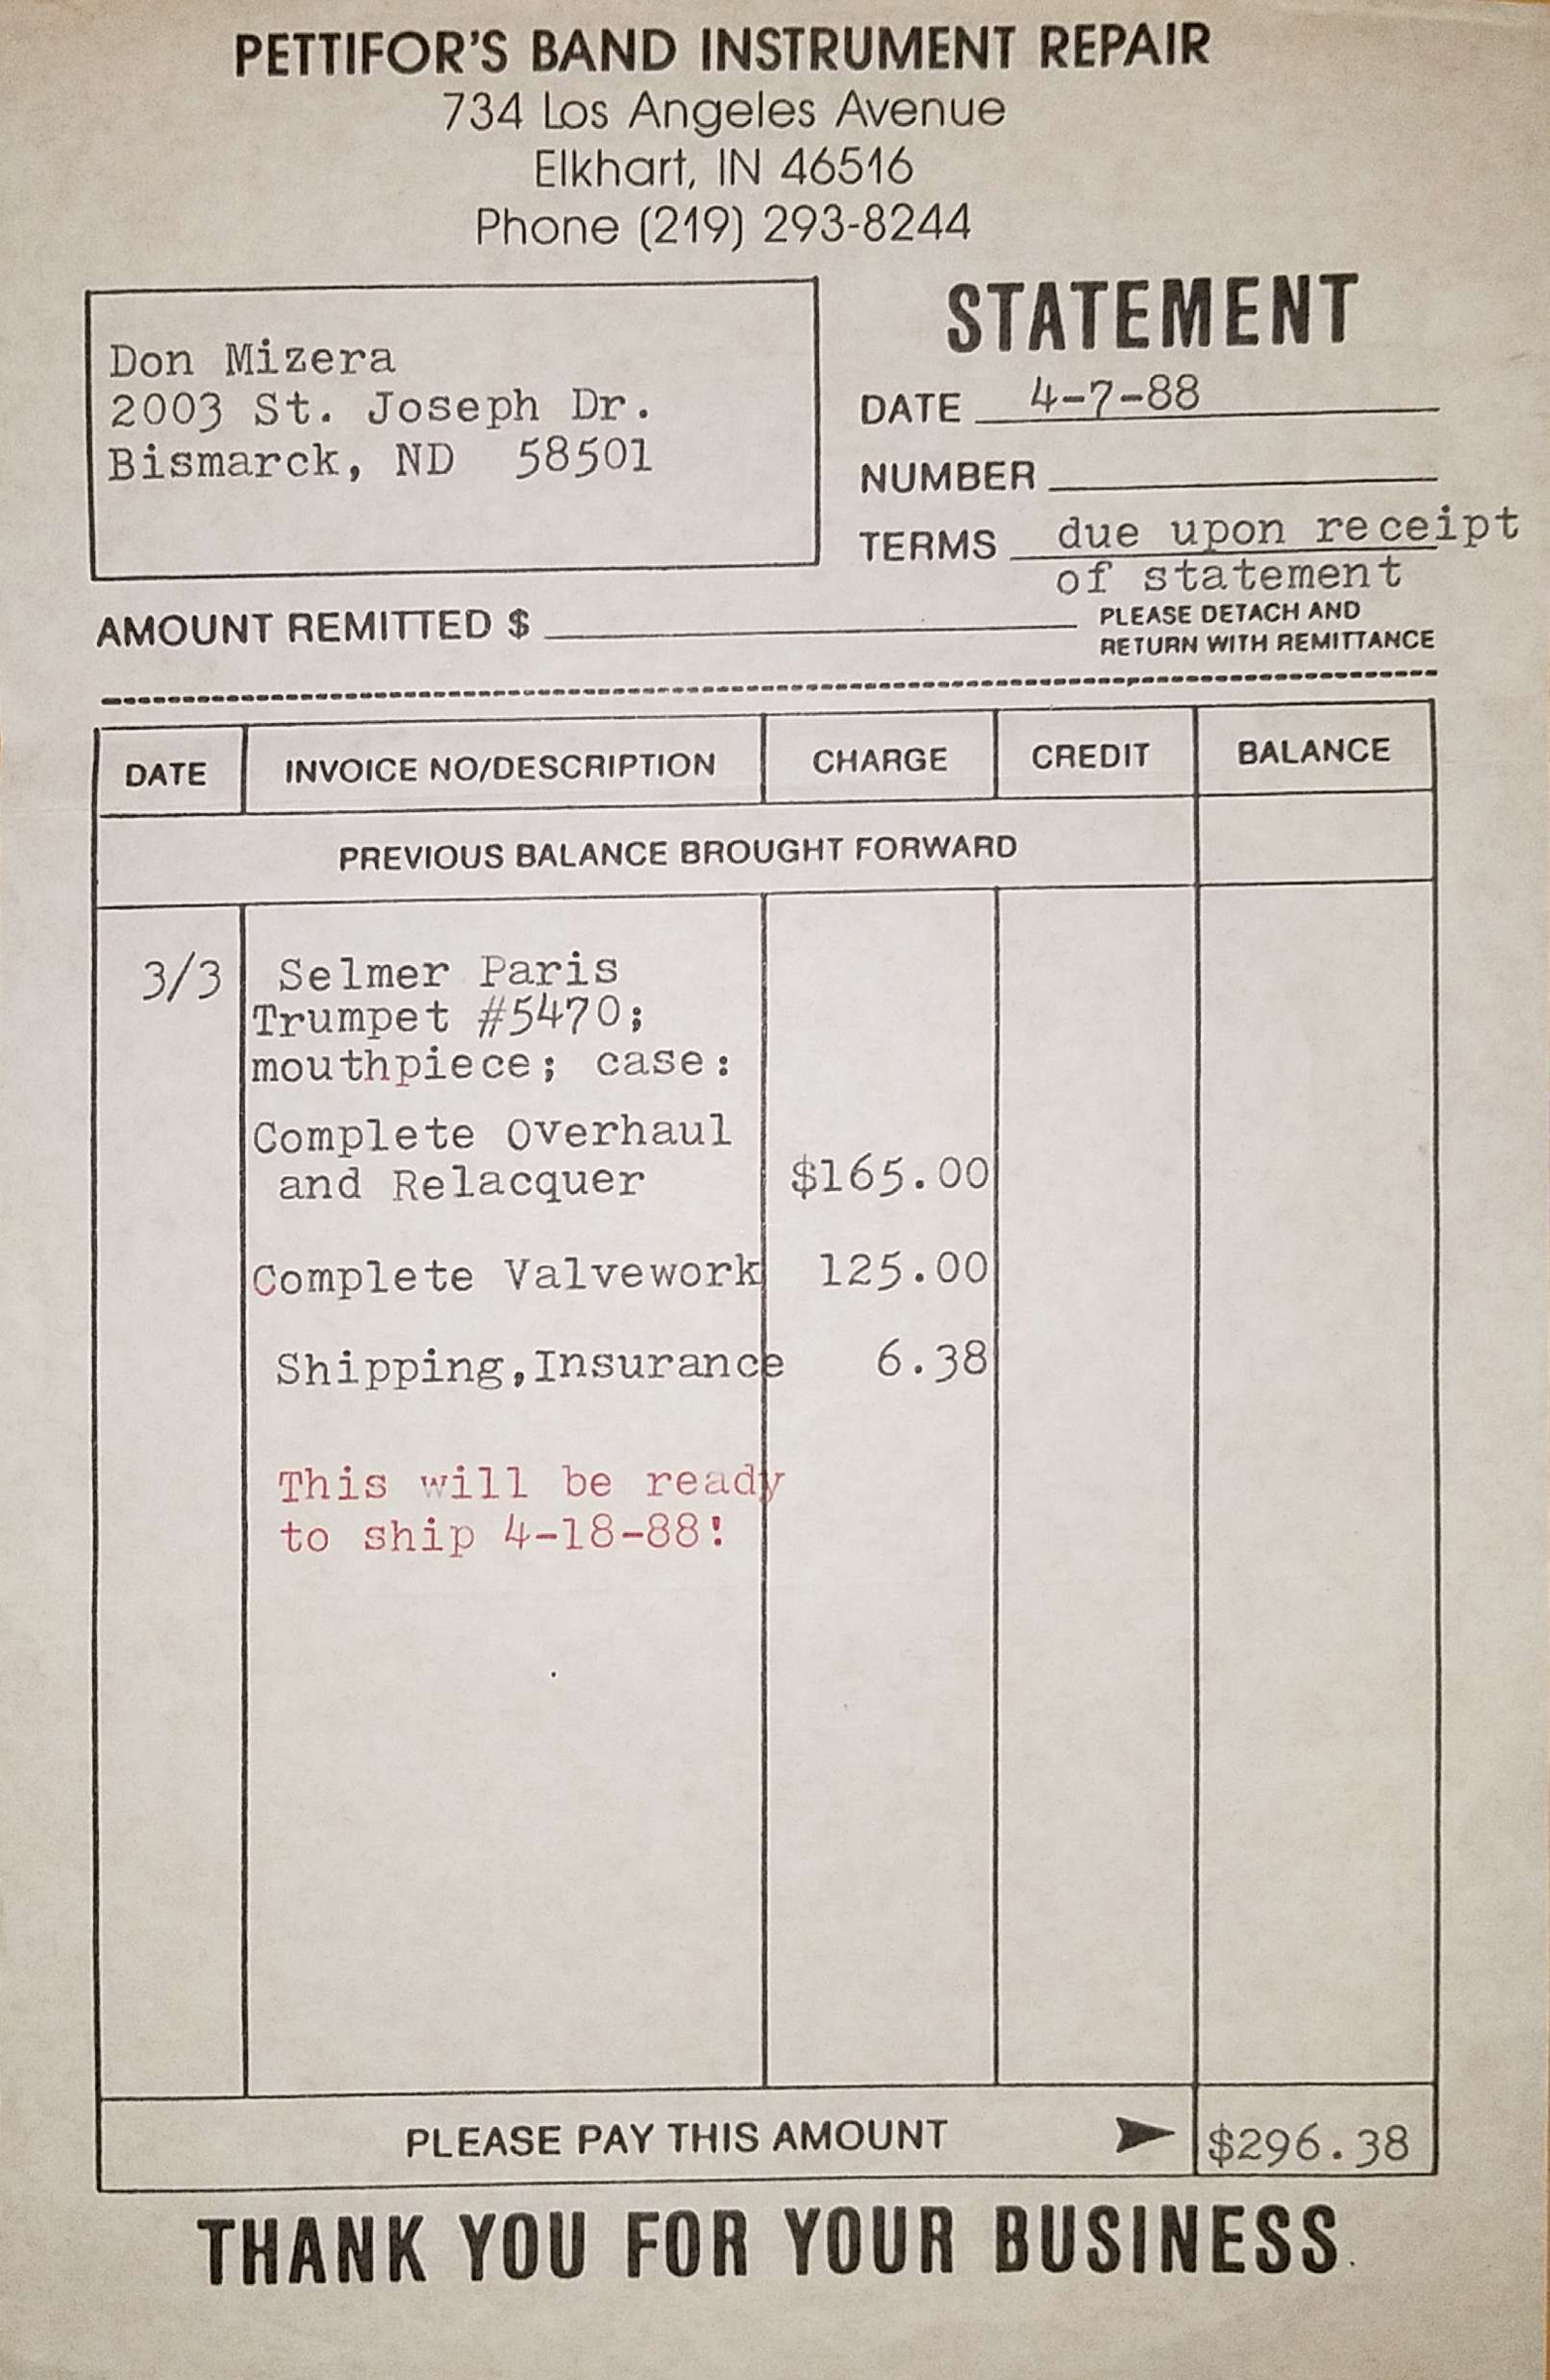 PETTIFOR'S BAND INSTRUMENT REPAIR
734 Los Angeles Avenue
Elkhart, IN 46516
Phone (219) 293-8244
STATEMENT
Don Mizera
2003 St. Joseph Dr.
Bismarck, ND 58501
DATE 4-7-88
NUMBER
TERMS due upon receipt
of statement
AMOUNT REMITTED $
PLEASE DETACH AND
RETURN WITH REMITTANCE
DATE INVOICE NO/DESCRIPTION CHARGE CREDIT BALANCE
PREVIOUS BALANCE BROUGHT FORWARD
3/3 Selmer Paris
Trumpet #5470;
mouthpiece; case:
Complete Overhaul
and Relacquer $165.00
Complete Valvework 125.00
Shipping,Insurance 6.38
This will be ready
to ship 4-18-88!
PLEASE PAY THIS AMOUNT $296.38
THANK YOU FOR YOUR BUSINESS